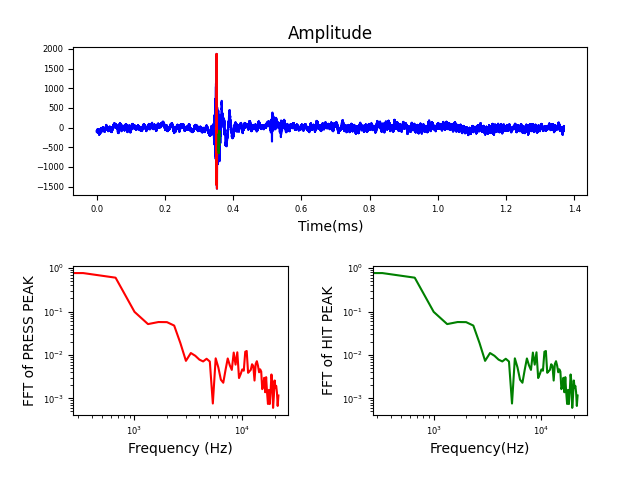 Amplitude
2000
1500
1000
500
0
−500
−1000
−1500
0.0 0.2 0.4 0.6 0.8 1.0 1.2 1.4
Time(ms)
FFT of PRESS PEAK
10⁰
10⁻¹
10⁻²
10⁻³
10³ 10⁴
Frequency (Hz)
FFT of HIT PEAK
10⁰
10⁻¹
10⁻²
10⁻³
10³ 10⁴
Frequency(Hz)